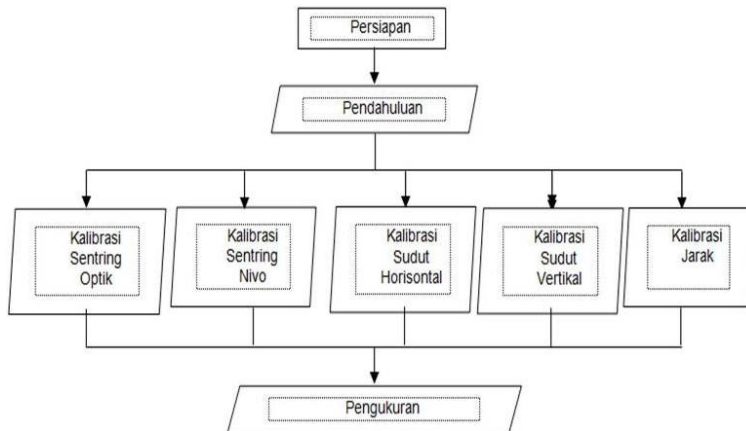 Persiapan
Pendahuluan
Kalibrasi
Sentring
Optik
Kalibrasi
Sentring
Nivo
Kalibrasi
Sudut
Horisontal
Kalibrasi
Sudut
Vertikal
Kalibrasi
Jarak
Pengukuran